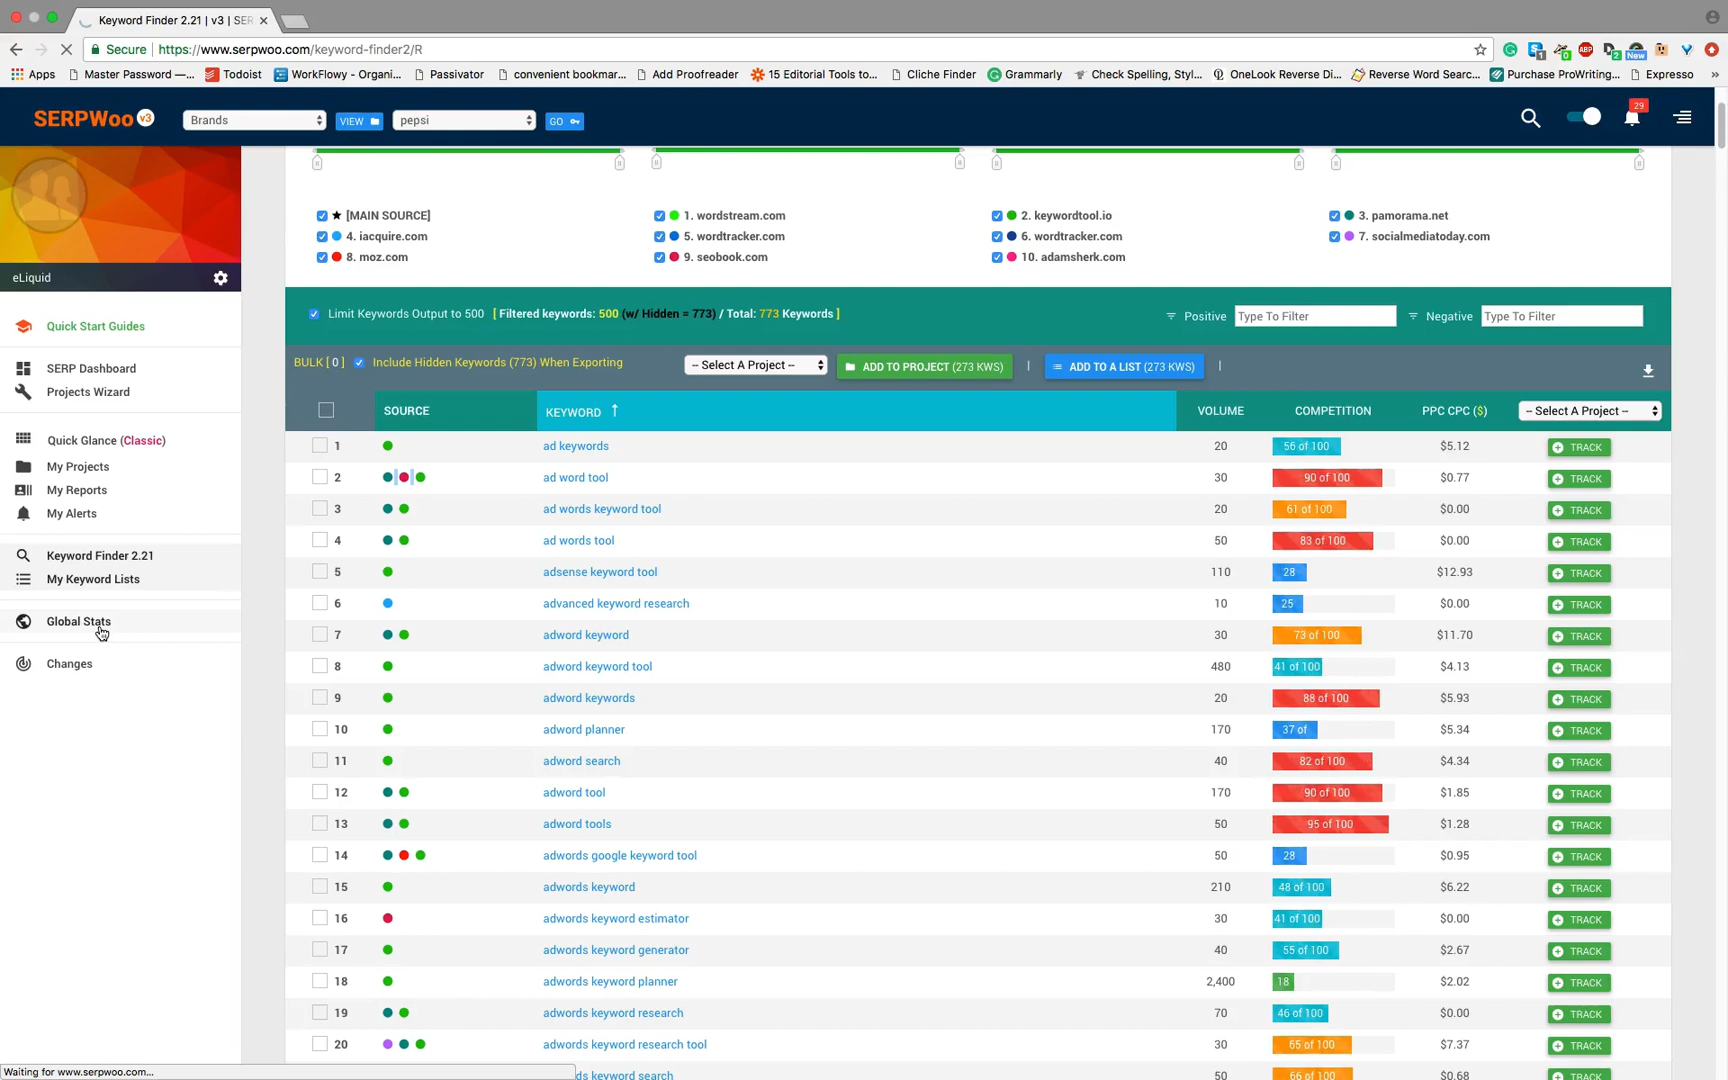 Keyword Finder 2.21 | v3 | SER
Secure | https://www.serpwoo.com/keyword-finder2/R
Apps Master Password —... Todoist WorkFlowy - Organi... Passivator convenient bookmar... Add Proofreader 15 Editorial Tools to... Cliche Finder Grammarly Check Spelling, Styl... OneLook Reverse Di... Reverse Word Searc... Purchase ProWriting... Expresso »
SERPWoo v3 Brands VIEW pepsi GO 29
[MAIN SOURCE] 1. wordstream.com 2. keywordtool.io 3. pamorama.net
4. iacquire.com 5. wordtracker.com 6. wordtracker.com 7. socialmediatoday.com
8. moz.com 9. seobook.com 10. adamsherk.com
eLiquid
Quick Start Guides
SERP Dashboard
Projects Wizard
Quick Glance (Classic)
My Projects
My Reports
My Alerts
Keyword Finder 2.21
My Keyword Lists
Global Stats
Changes
Limit Keywords Output to 500 [ Filtered keywords: 500 (w/ Hidden = 773) / Total: 773 Keywords ] Positive Type To Filter Negative Type To Filter
BULK [ 0 ] Include Hidden Keywords (773) When Exporting -- Select A Project -- ADD TO PROJECT (273 KWS) | ADD TO A LIST (273 KWS) |
SOURCE KEYWORD ↑ VOLUME COMPETITION PPC CPC ($) -- Select A Project --
1 ad keywords 20 56 of 100 $5.12 TRACK
2 ad word tool 30 90 of 100 $0.77 TRACK
3 ad words keyword tool 20 61 of 100 $0.00 TRACK
4 ad words tool 50 83 of 100 $0.00 TRACK
5 adsense keyword tool 110 28 $12.93 TRACK
6 advanced keyword research 10 25 $0.00 TRACK
7 adword keyword 30 73 of 100 $11.70 TRACK
8 adword keyword tool 480 41 of 100 $4.13 TRACK
9 adword keywords 20 88 of 100 $5.93 TRACK
10 adword planner 170 37 of $5.34 TRACK
11 adword search 40 82 of 100 $4.34 TRACK
12 adword tool 170 90 of 100 $1.85 TRACK
13 adword tools 50 95 of 100 $1.28 TRACK
14 adwords google keyword tool 50 28 $0.95 TRACK
15 adwords keyword 210 48 of 100 $6.22 TRACK
16 adwords keyword estimator 30 41 of 100 $0.00 TRACK
17 adwords keyword generator 40 55 of 100 $2.67 TRACK
18 adwords keyword planner 2,400 18 $2.02 TRACK
19 adwords keyword research 70 46 of 100 $0.00 TRACK
20 adwords keyword research tool 30 65 of 100 $7.37 TRACK
ds keyword search 50 66 of 100 $0.68 TRACK
Waiting for www.serpwoo.com...